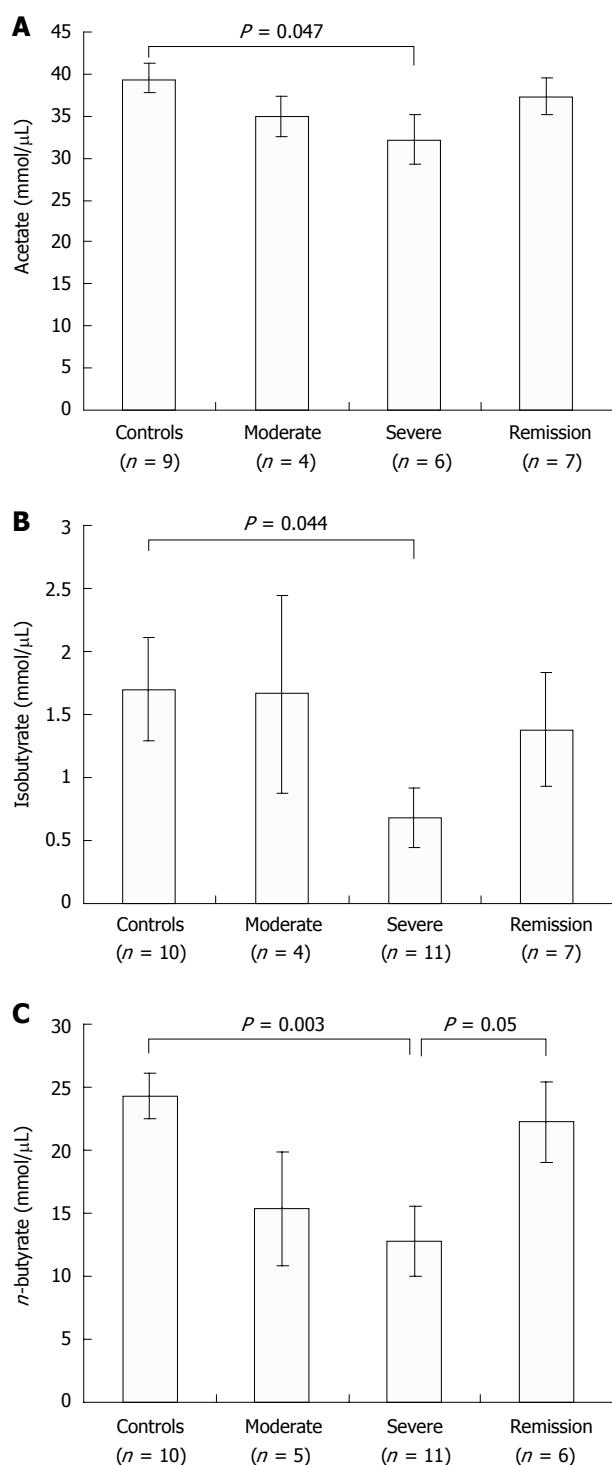 A
P = 0.047
Acetate (mmol/μL)
45
40
35
30
25
20
15
10
5
0
Controls Moderate Severe Remission
(n = 9) (n = 4) (n = 6) (n = 7)
B
P = 0.044
Isobutyrate (mmol/μL)
3
2.5
2
1.5
1
0.5
0
Controls Moderate Severe Remission
(n = 10) (n = 4) (n = 11) (n = 7)
C
P = 0.003 P = 0.05
n-butyrate (mmol/μL)
30
25
20
15
10
5
0
Controls Moderate Severe Remission
(n = 10) (n = 5) (n = 11) (n = 6)